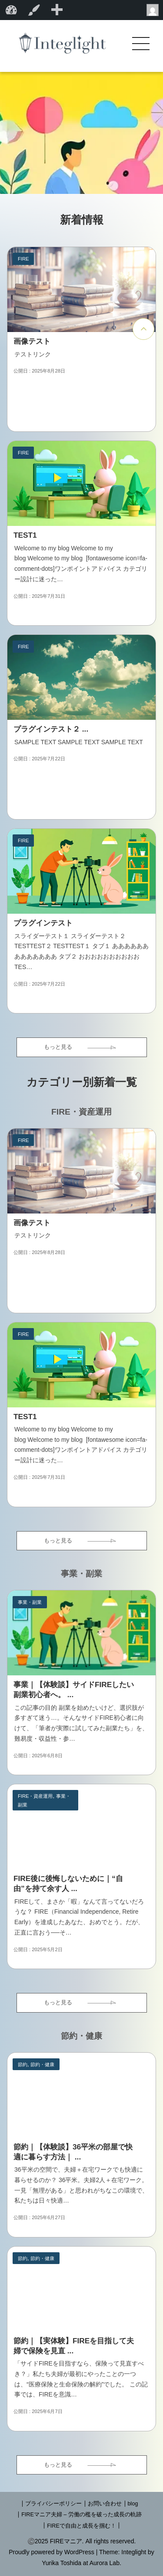 Integlight
新着情報
FIRE
画像テスト
テストリンク
公開日 : 2025年8月28日
FIRE
TEST1
Welcome to my blog Welcome to my
blog Welcome to my blog [fontawesome icon=fa-
comment-dots]ワンポイントアドバイス カテゴリ
ー設計に迷った…
公開日 : 2025年7月31日
FIRE
プラグインテスト２ ...
SAMPLE TEXT SAMPLE TEXT SAMPLE TEXT
公開日 : 2025年7月22日
FIRE
プラグインテスト
スライダーテスト１ スライダーテスト２
TESTTEST２ TESTTEST１ タブ１ ああああああ
あああああああ タブ２ おおおおおおおおおお
TES…
公開日 : 2025年7月22日
もっと見る
カテゴリー別新着一覧
FIRE・資産運用
FIRE
画像テスト
テストリンク
公開日 : 2025年8月28日
FIRE
TEST1
Welcome to my blog Welcome to my
blog Welcome to my blog [fontawesome icon=fa-
comment-dots]ワンポイントアドバイス カテゴリ
ー設計に迷った…
公開日 : 2025年7月31日
もっと見る
事業・副業
事業・副業
事業｜【体験談】サイドFIREしたい
副業初心者へ。 ...
この記事の目的 副業を始めたいけど、選択肢が
多すぎて迷う…。そんなサイドFIRE初心者に向
けて、「筆者が実際に試してみた副業たち」を、
難易度・収益性・参…
公開日 : 2025年6月8日
FIRE・資産運用, 事業・
副業
FIRE後に後悔しないために｜“自
由”を持て余す人 ...
FIREして、まさか「暇」なんて言ってないだろ
うな？ FIRE（Financial Independence, Retire
Early）を達成したあなた、おめでとう。だが、
正直に言おう──そ…
公開日 : 2025年5月2日
もっと見る
節約・健康
節約, 節約・健康
節約｜【体験談】36平米の部屋で快
適に暮らす方法｜ ...
36平米の空間で、夫婦＋在宅ワークでも快適に
暮らせるのか？ 36平米。夫婦2人＋在宅ワーク。
一見「無理がある」と思われがちなこの環境で、
私たちは日々快適…
公開日 : 2025年6月27日
節約, 節約・健康
節約｜【実体験】FIREを目指して夫
婦で保険を見直 ...
「サイドFIREを目指すなら、保険って見直すべ
き？」私たち夫婦が最初にやったことの一つ
は、“医療保険と生命保険の解約”でした。 この記
事では、FIREを意識…
公開日 : 2025年6月7日
もっと見る
| プライバシーポリシー | お問い合わせ | blog
| FIREマニア夫婦 – 労働の檻を破った成長の軌跡
| FIREで自由と成長を掴む！ |
©2025 FIREマニア. All rights reserved.
Proudly powered by WordPress | Theme: Integlight by
Yurika Toshida at Aurora Lab.